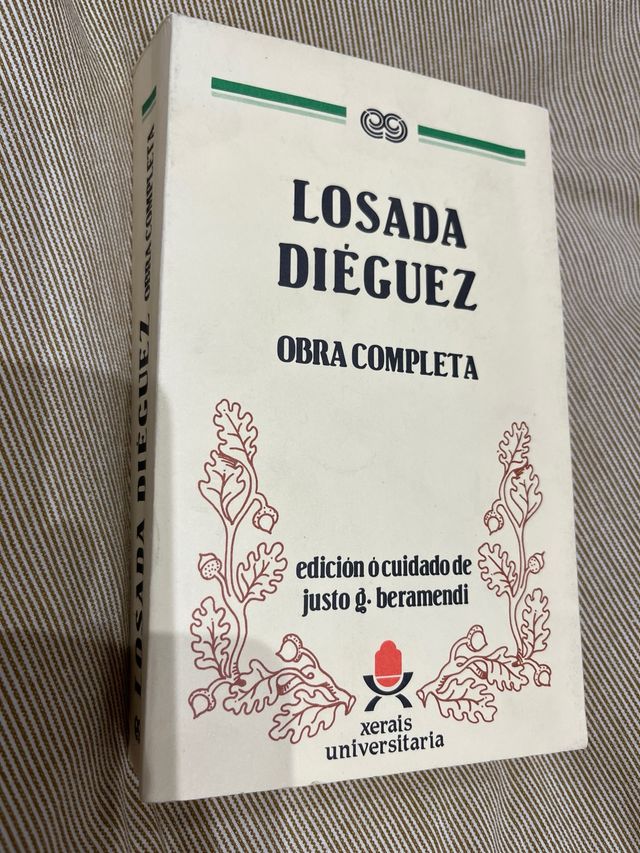 LOSADA
DIÉGUEZ
OBRA COMPLETA
edición ó cuidado de
justo g. beramendi
xerais
universitaria
LOSADA DIÉGUEZ OBRA COMPLETA